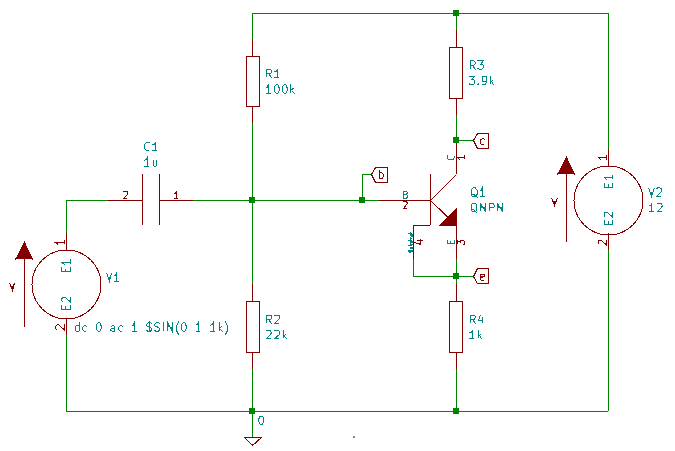 R1
100k
R3
3.9k
C1
1u
c
C
1
b
2
1
B
2
Q1
QNPN
1
E1
E2
2
V
V2
12
4
E
3
e
1
E1
E2
2
V
V1
dc 0 ac 1 $SIN(0 1 1k)
R2
22k
R4
1k
0